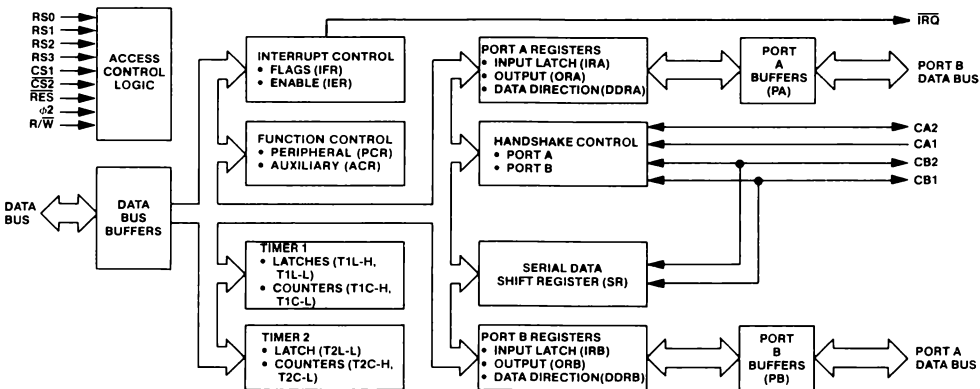 RS0
RS1
RS2
RS3
CS1
CS2
RES
ϕ2
R/W
ACCESS
CONTROL
LOGIC
DATA
BUS
DATA
BUS
BUFFERS
INTERRUPT CONTROL
• FLAGS (IFR)
• ENABLE (IER)
FUNCTION CONTROL
• PERIPHERAL (PCR)
• AUXILIARY (ACR)
TIMER 1
• LATCHES (T1L-H,
T1L-L)
• COUNTERS (T1C-H,
T1C-L)
TIMER 2
• LATCH (T2L-L)
• COUNTERS (T2C-H,
T2C-L)
PORT A REGISTERS
• INPUT LATCH (IRA)
• OUTPUT (ORA)
• DATA DIRECTION(DDRA)
HANDSHAKE CONTROL
• PORT A
• PORT B
SERIAL DATA
SHIFT REGISTER (SR)
PORT B REGISTERS
• INPUT LATCH (IRB)
• OUTPUT (ORB)
• DATA DIRECTION(DDRB)
PORT
A
BUFFERS
(PA)
PORT
B
BUFFERS
(PB)
IRQ
PORT B
DATA BUS
CA2
CA1
CB2
CB1
PORT A
DATA BUS